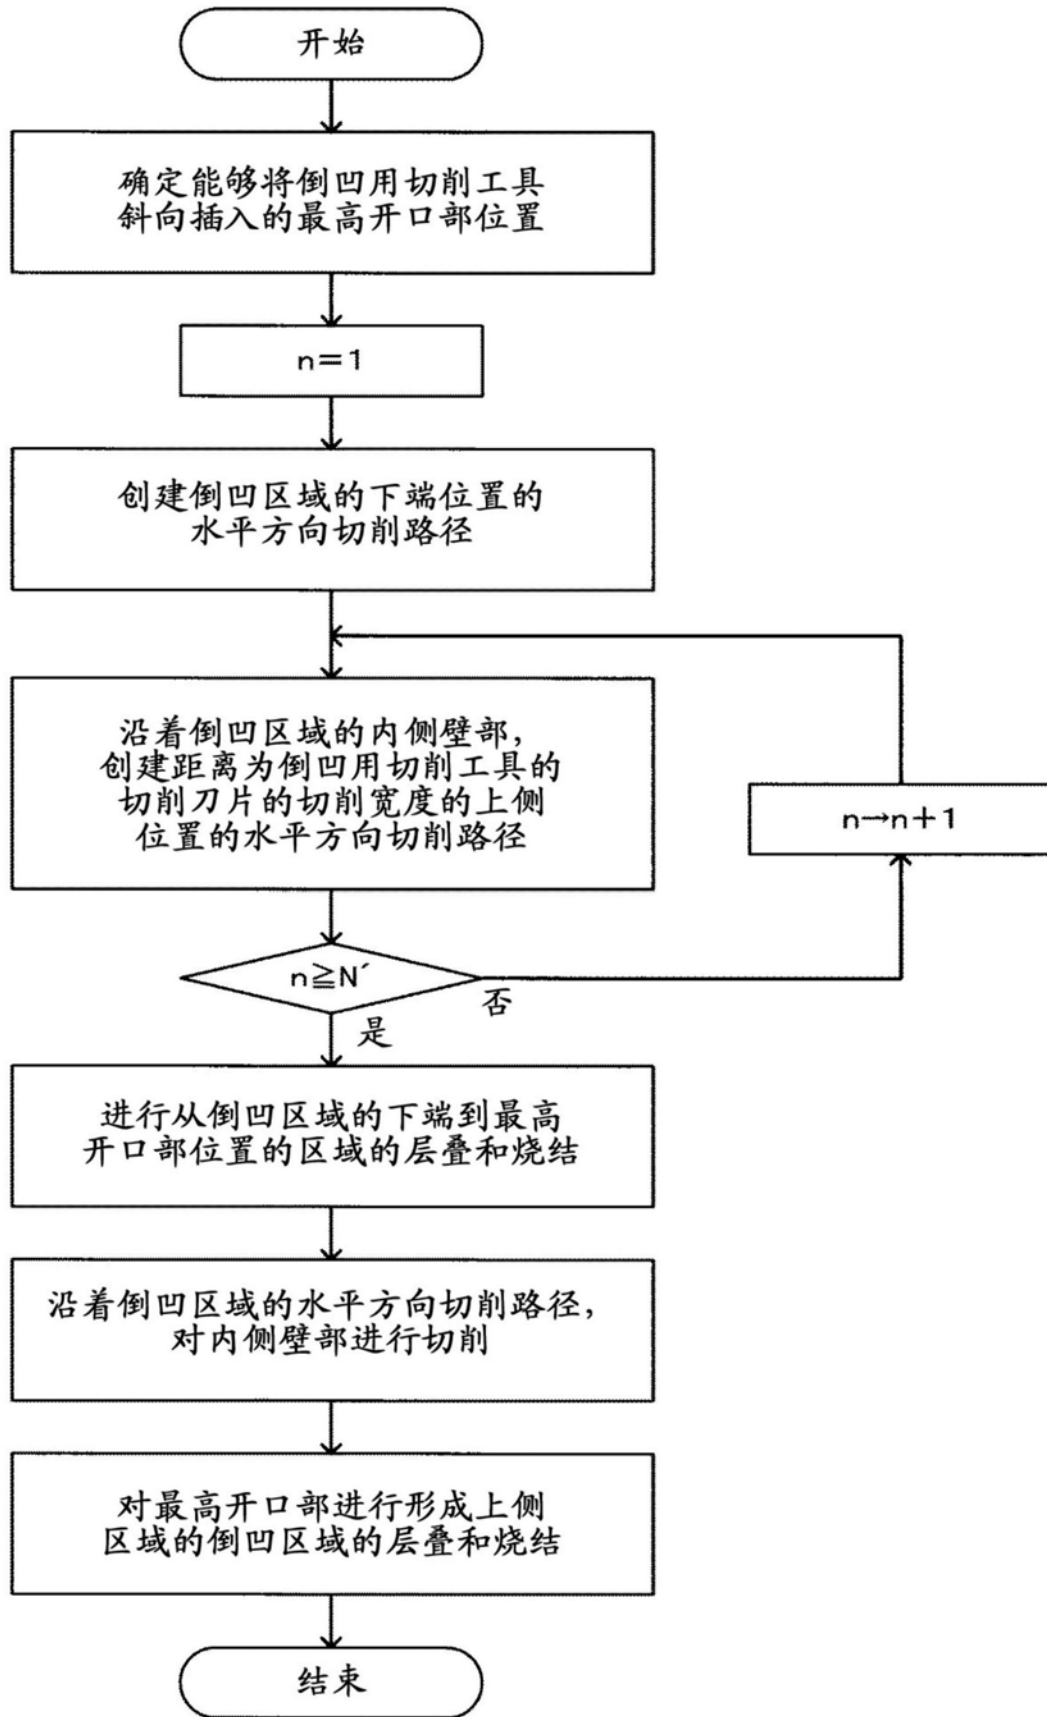 开始
确定能够将倒凹用切削工具
斜向插入的最高开口部位置
n=1
创建倒凹区域的下端位置的
水平方向切削路径
沿着倒凹区域的内侧壁部，
创建距离为倒凹用切削工具的
切削刀片的切削宽度的上侧
位置的水平方向切削路径
n→n+1
n≧N´
否
是
进行从倒凹区域的下端到最高
开口部位置的区域的层叠和烧结
沿着倒凹区域的水平方向切削路径，
对内侧壁部进行切削
对最高开口部进行形成上侧
区域的倒凹区域的层叠和烧结
结束